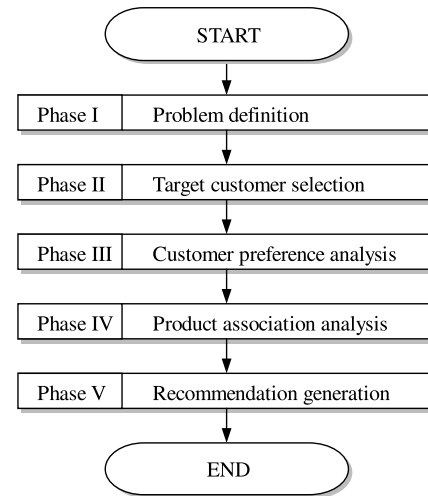 START
Phase I Problem definition
Phase II Target customer selection
Phase III Customer preference analysis
Phase IV Product association analysis
Phase V Recommendation generation
END